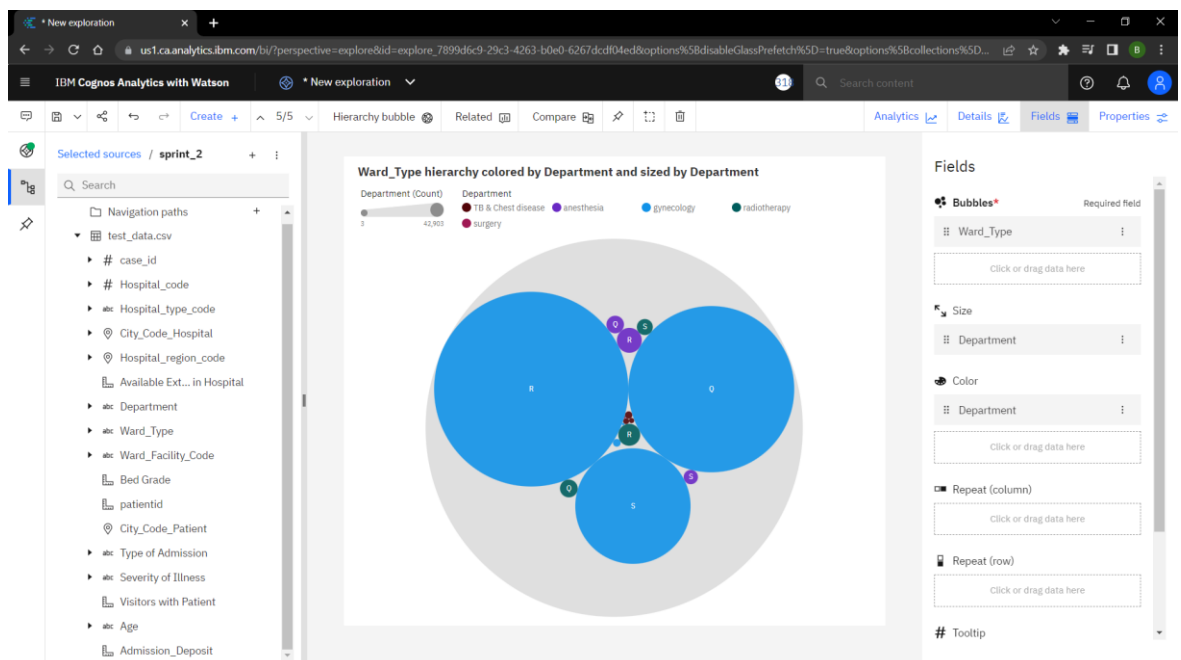 * New exploration
us1.ca.analytics.ibm.com/bi/?perspective=explore&id=explore_7899d6c9-29c3-4263-b0e0-6267dcdf04ed&options%5BdisableGlassPrefetch%5D=true&options%5Bcollections%5D...
B
IBM Cognos Analytics with Watson
* New exploration
Search content
Create +
5/5
Hierarchy bubble
Related
Compare
Analytics
Details
Fields
Properties
Selected sources / sprint_2
Search
Navigation paths
test_data.csv
# case_id
# Hospital_code
abc Hospital_type_code
City_Code_Hospital
Hospital_region_code
Available Ext... in Hospital
abc Department
abc Ward_Type
abc Ward_Facility_Code
Bed Grade
patientid
City_Code_Patient
abc Type of Admission
abc Severity of Illness
Visitors with Patient
abc Age
Admission_Deposit
Ward_Type hierarchy colored by Department and sized by Department
Department (Count)
3 42,903
Department
TB & Chest disease anesthesia gynecology radiotherapy
surgery
Q
S
R
R
Q
R
S
Q
S
Fields
Bubbles* Required field
Ward_Type
Click or drag data here
Size
Department
Color
Department
Click or drag data here
Repeat (column)
Click or drag data here
Repeat (row)
Click or drag data here
# Tooltip